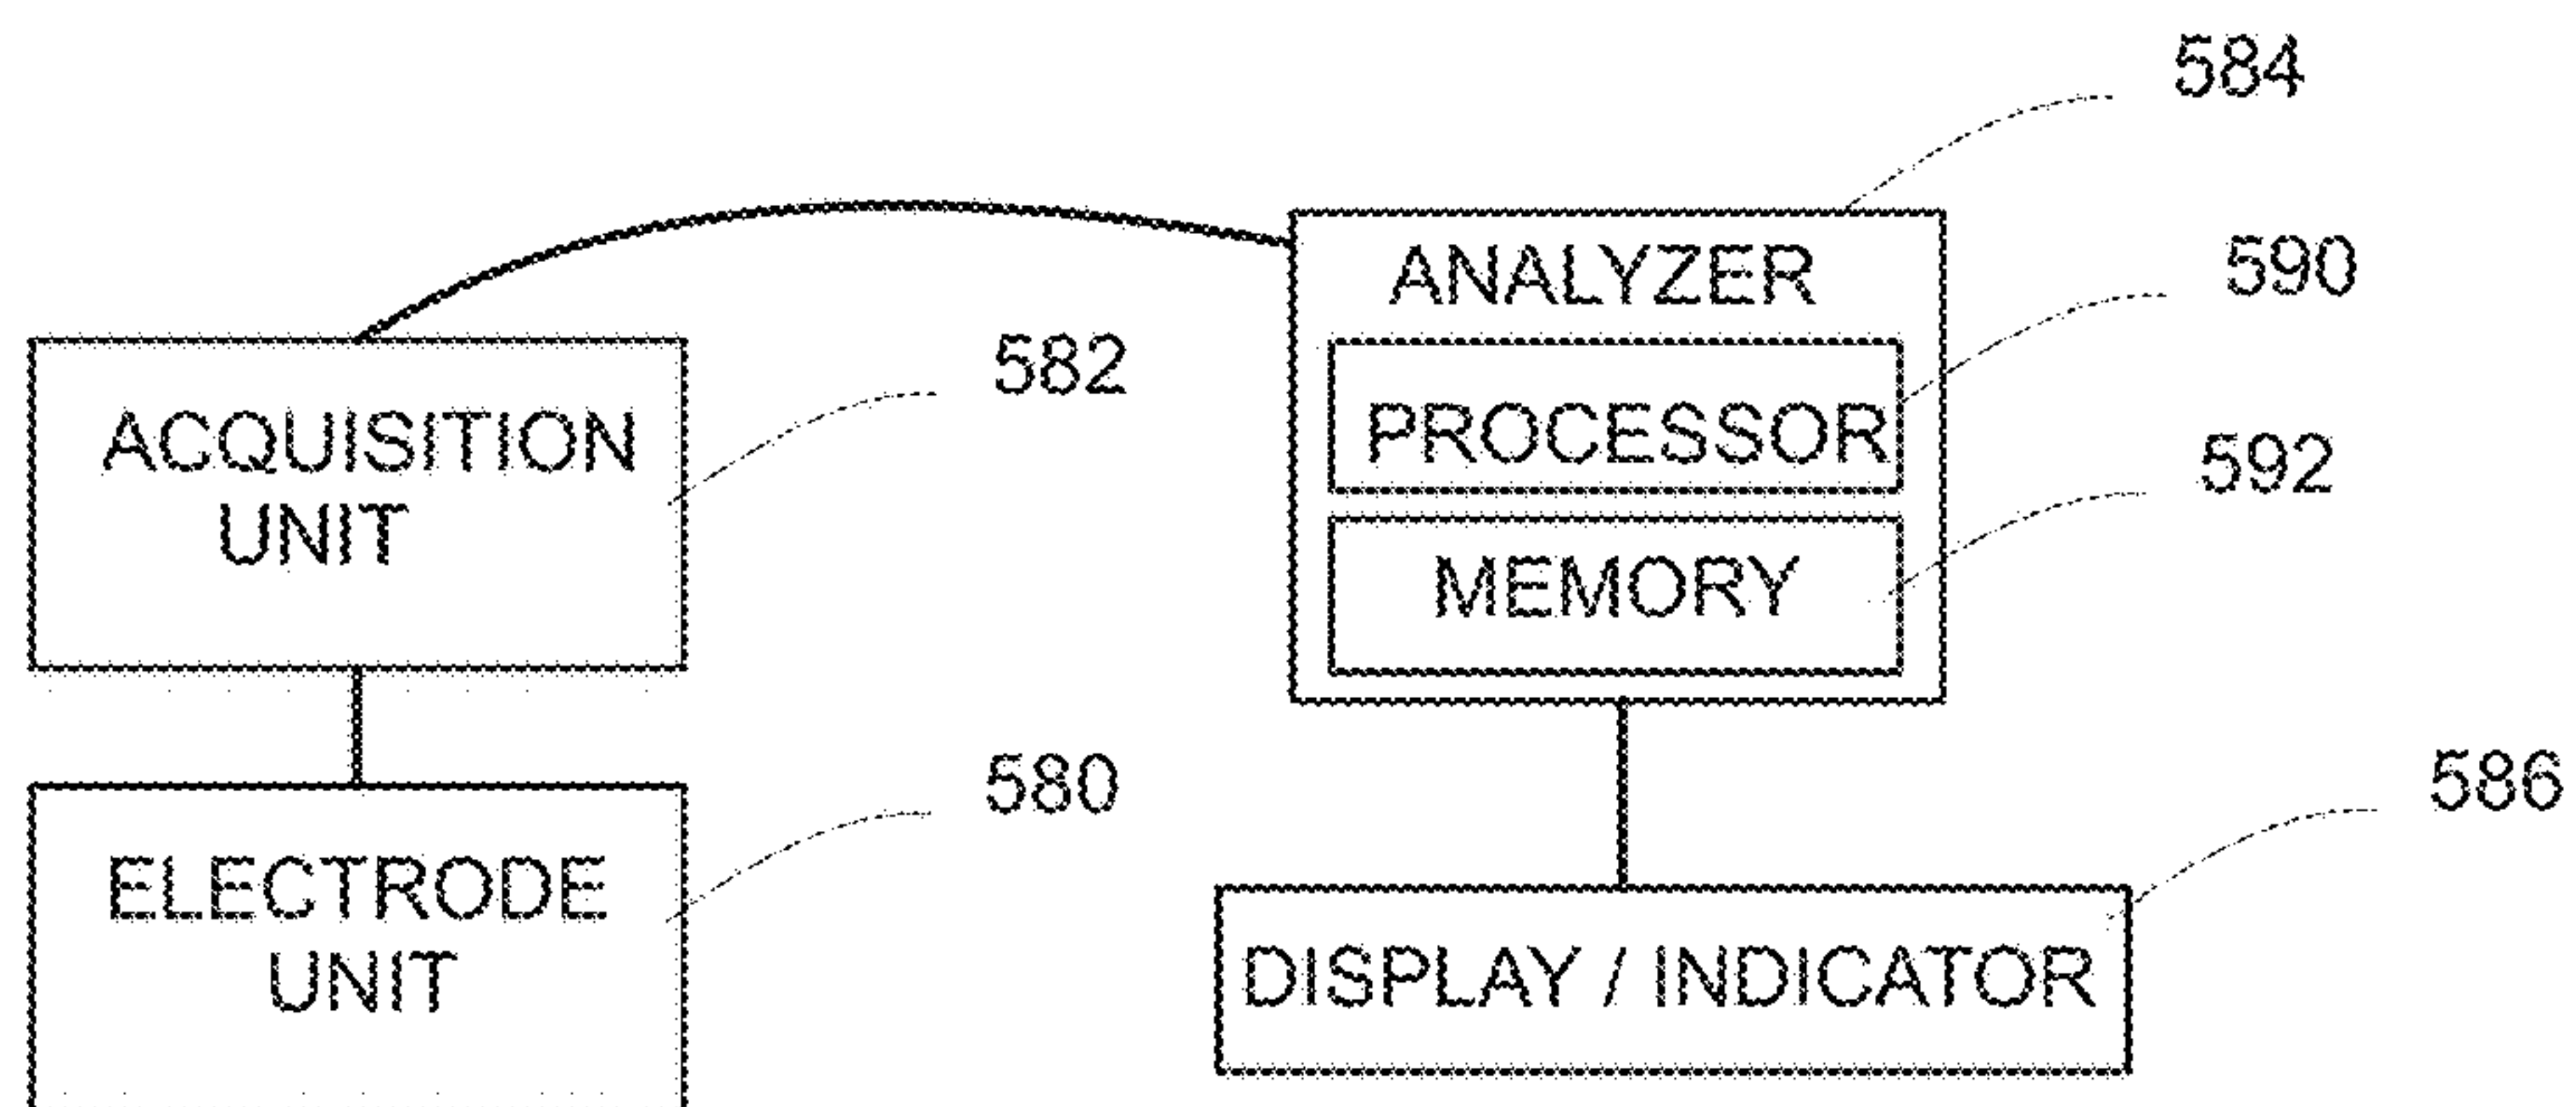 584
ANALYZER
590
PROCESSOR
592
MEMORY
582
ACQUISITION
UNIT
580
ELECTRODE
UNIT
586
DISPLAY / INDICATOR